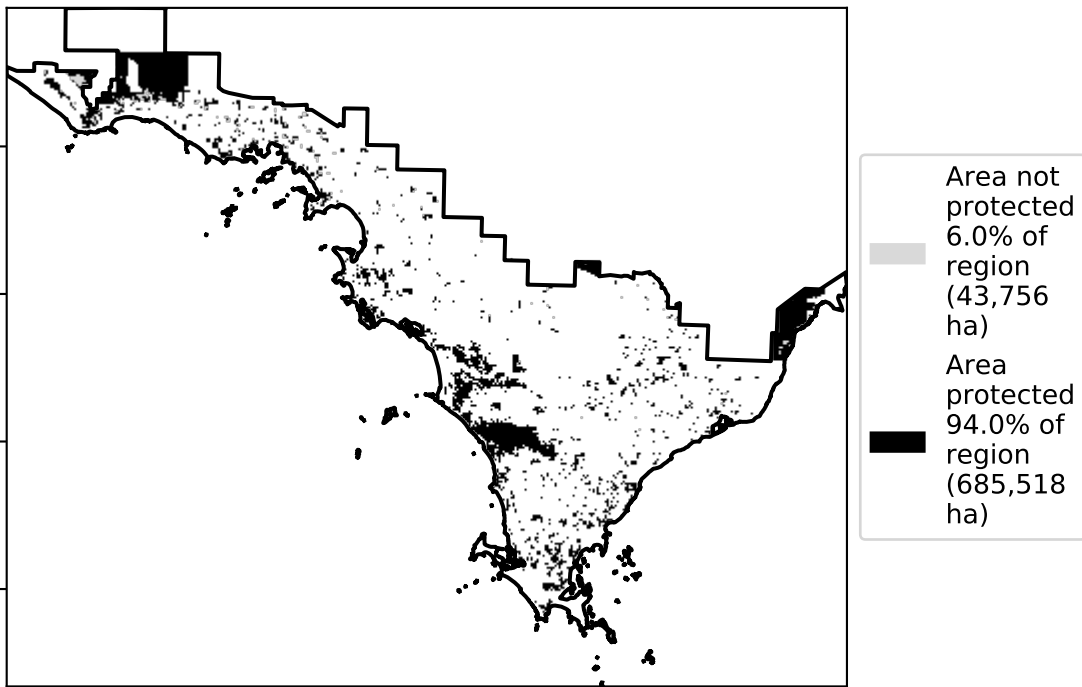 Area not
protected
6.0% of
region
(43,756
ha)
Area
protected
94.0% of
region
(685,518
ha)